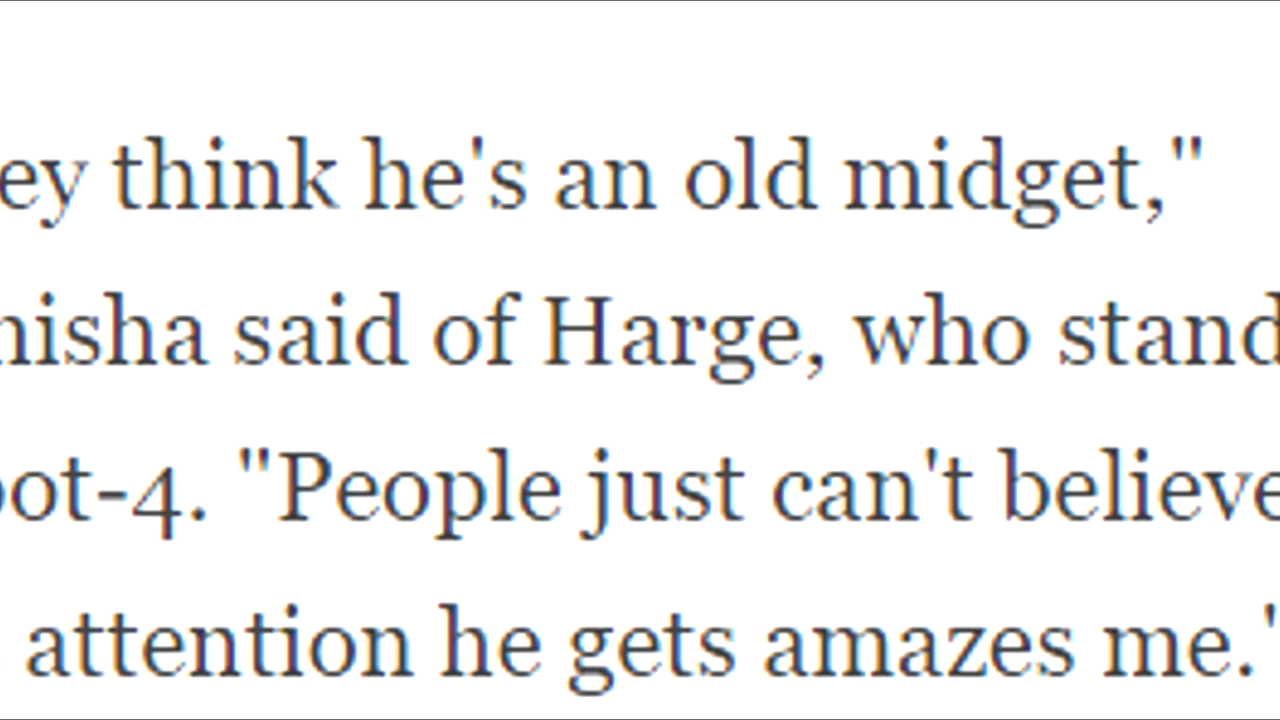 ey think he's an old midget,"
nisha said of Harge, who stand
oot-4. "People just can't believe
attention he gets amazes me.'